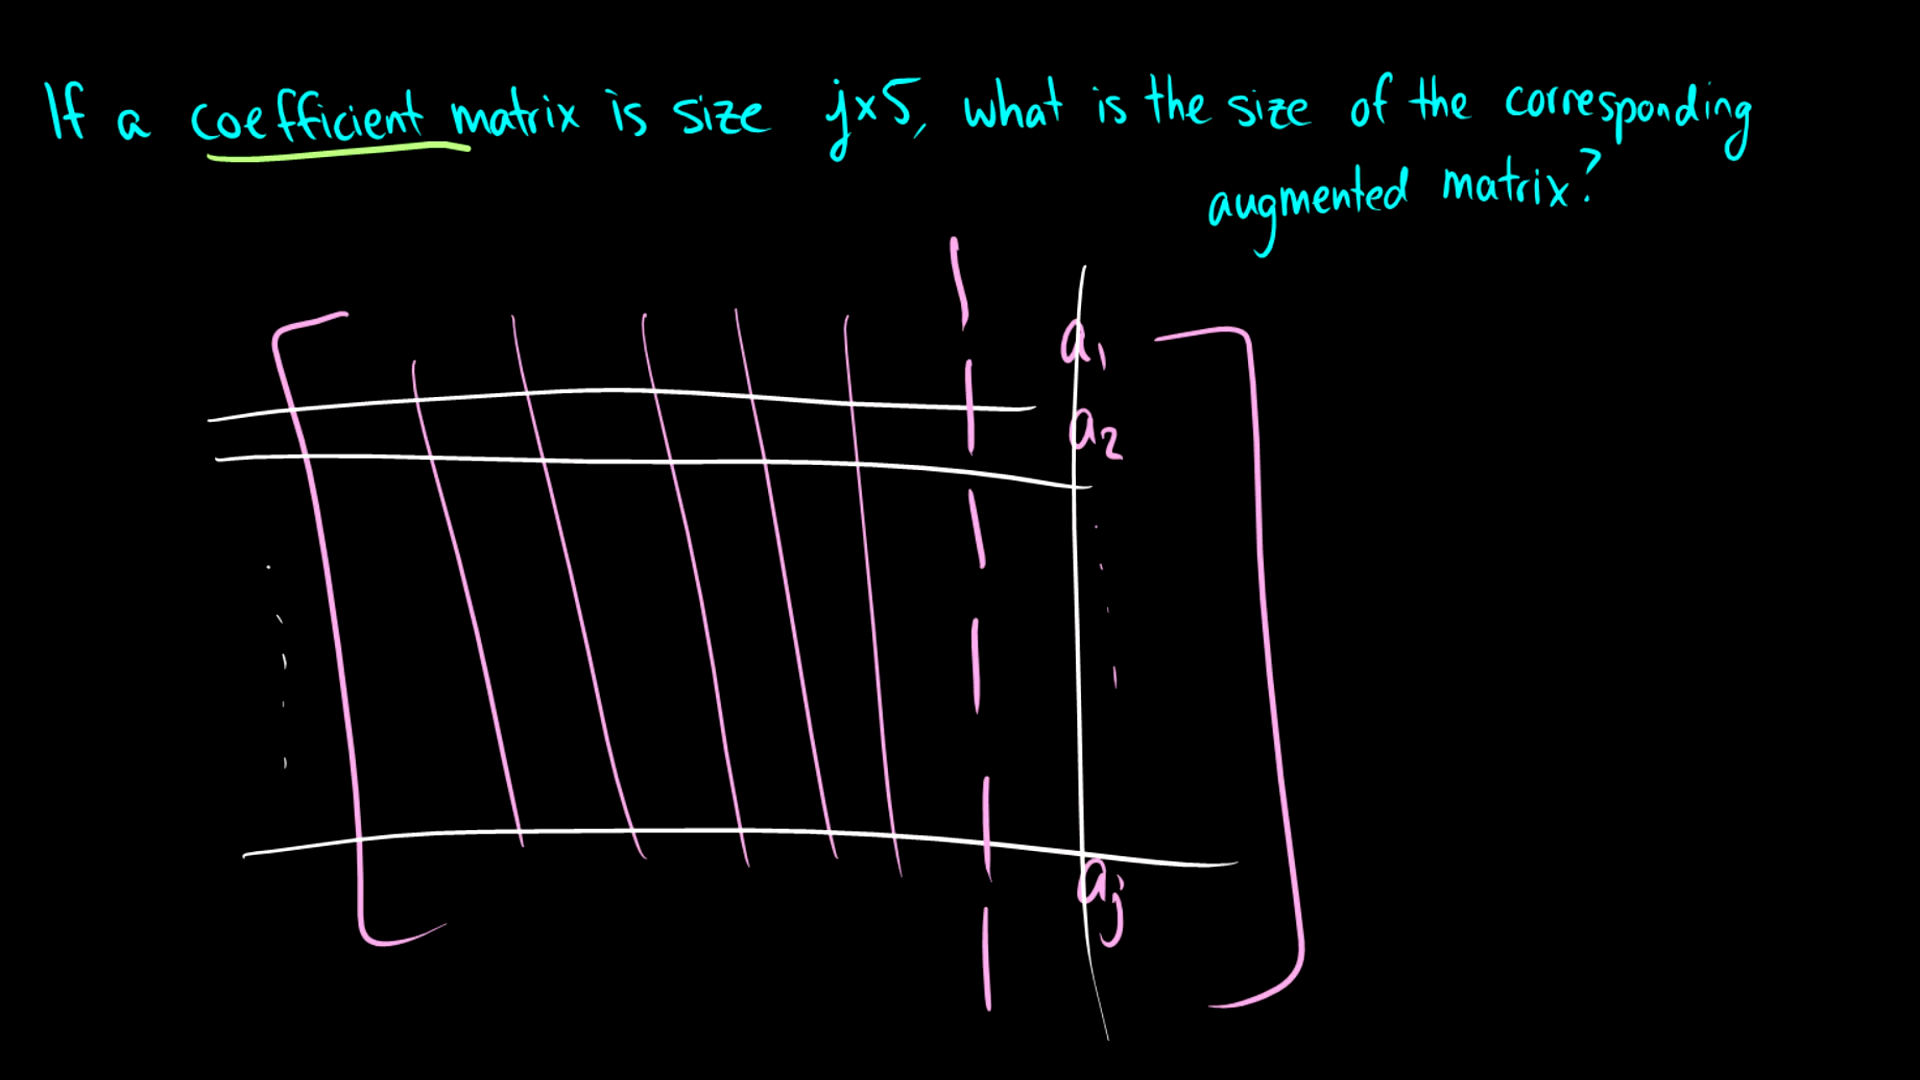 If a coefficient matrix is size j×5, what is the size of the corresponding
augmented matrix?
a₁
a₂
aⱼ